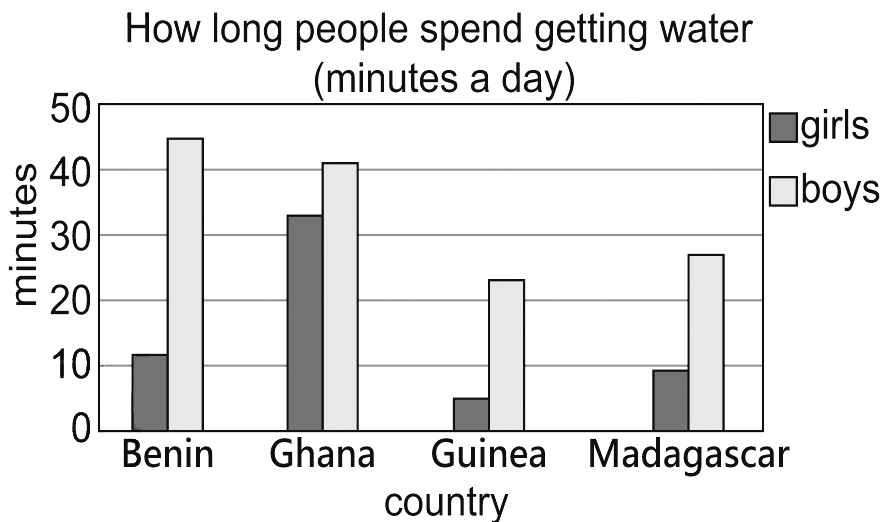 How long people spend getting water
(minutes a day)
50
40
30
20
10
0
minutes
girls
boys
Benin Ghana Guinea Madagascar
country